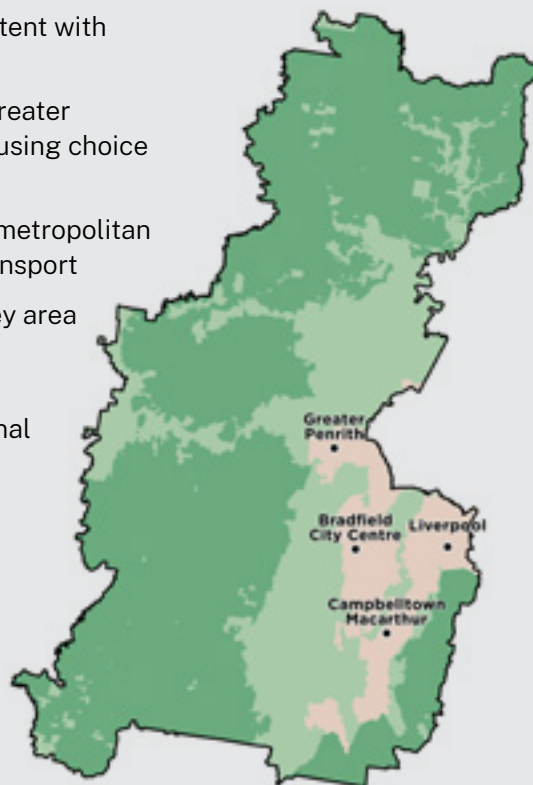 tent with
reater
using choice
metropolitan
nsport
ey area
nal
Greater
Penrith
Bradfield
City Centre
Liverpool
Campbelltown
Macarthur